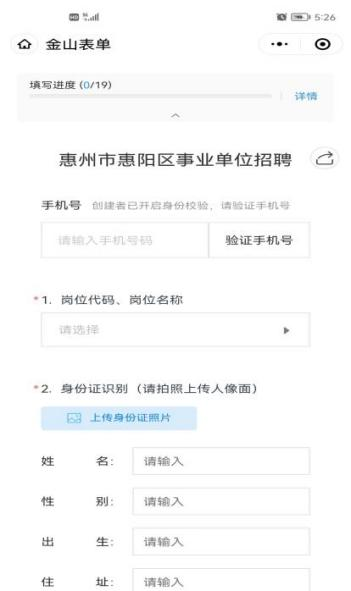 5:26
金山表单
填写进度 (0/19)
详情
惠州市惠阳区事业单位招聘
手机号 创建者已开启身份校验，请验证手机号
请输入手机号码 验证手机号
*1. 岗位代码、岗位名称
请选择
*2. 身份证识别（请拍照上传人像面）
上传身份证照片
姓 名: 请输入
性 别: 请输入
出 生: 请输入
住 址: 请输入